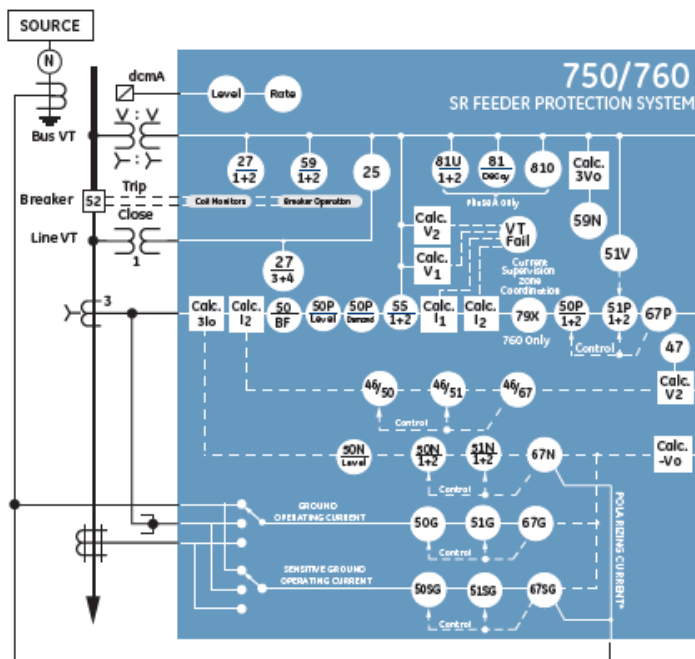 SOURCE
N
dcmA
Level
Rate
750/760
SR FEEDER PROTECTION SYSTEM
V : V
Bus VT
Y : Y
27
1+2
59
1+2
25
81U
1+2
81
Decay
810
Phase A Only
Calc.
3Vo
59N
Breaker
52
Trip
Close
Coil Monitors
Breaker Operation
Calc.
V2
VT
Fail
Line VT
1
27
3+4
Calc.
V1
51V
Current
Supervision
zone
Coordination
3
Calc.
3Io
Calc.
I2
50
BF
50P
Level
50P
Demand
55
1+2
Calc.
I1
Calc.
I2
79X
760 Only
50P
1+2
51P
1+2
67P
Control
47
46/50
46/51
46/67
Control
Calc.
V2
50N
Level
50N
1+2
51N
1+2
67N
Control
Calc.
-Vo
GROUND
OPERATING CURRENT
50G
51G
67G
Control
SENSITIVE GROUND
OPERATING CURRENT
50SG
51SG
67SG
Control
POLARIZING CURRENT*